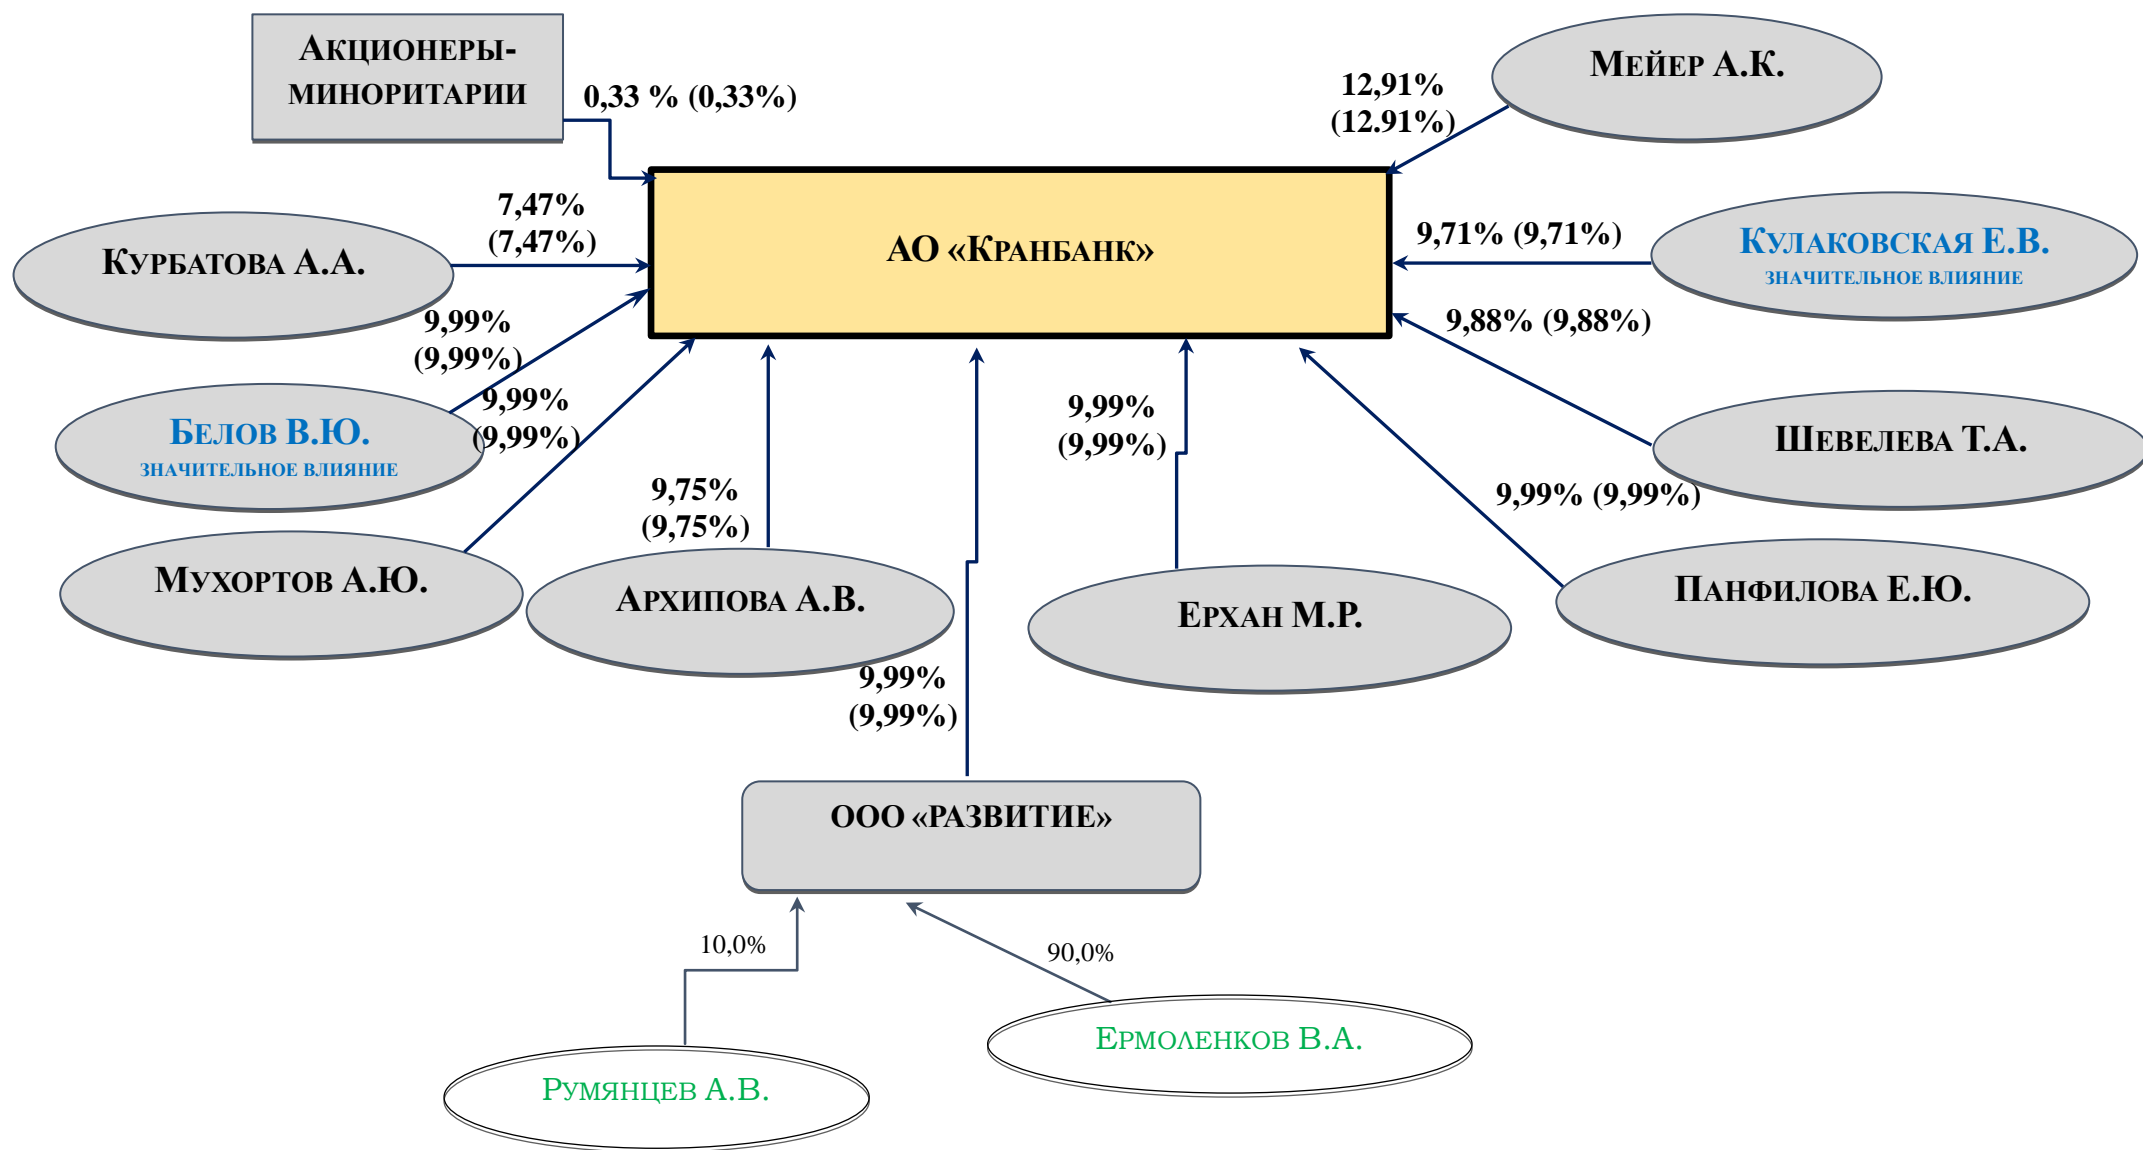 Акционеры-
миноритарии
0,33 % (0,33%)
12,91%
(12.91%)
Мейер А.К.
7,47%
(7,47%)
Курбатова А.А.
АО «Кранбанк»
9,71% (9,71%)
Кулаковская Е.В.
значительное влияние
9,99%
(9,99%)
9,88% (9,88%)
Белов В.Ю.
значительное влияние
9,99%
(9,99%)
9,99%
(9,99%)
Шевелева Т.А.
9,75%
(9,75%)
9,99% (9,99%)
Мухортов А.Ю.
Архипова А.В.
Ерхан М.Р.
Панфилова Е.Ю.
9,99%
(9,99%)
ООО «РАЗВИТИЕ»
10,0%
90,0%
Ермоленков В.А.
Румянцев А.В.